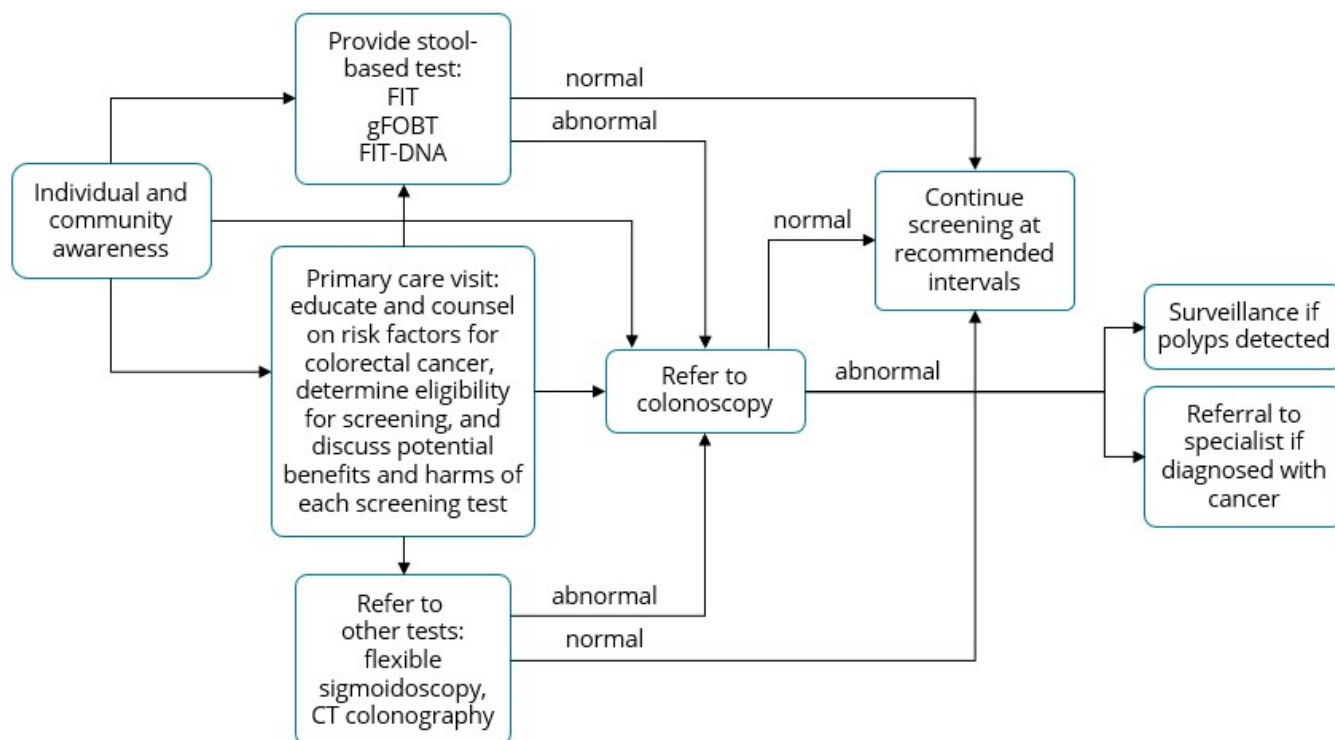 Provide stool-
based test:
FIT
gFOBT
FIT-DNA
normal
abnormal
Individual and
community
awareness
Primary care visit:
educate and counsel
on risk factors for
colorectal cancer,
determine eligibility
for screening, and
discuss potential
benefits and harms of
each screening test
Refer to
other tests:
flexible
sigmoidoscopy,
CT colonography
abnormal
normal
Refer to
colonoscopy
normal
abnormal
Continue
screening at
recommended
intervals
Surveillance if
polyps detected
Referral to
specialist if
diagnosed with
cancer